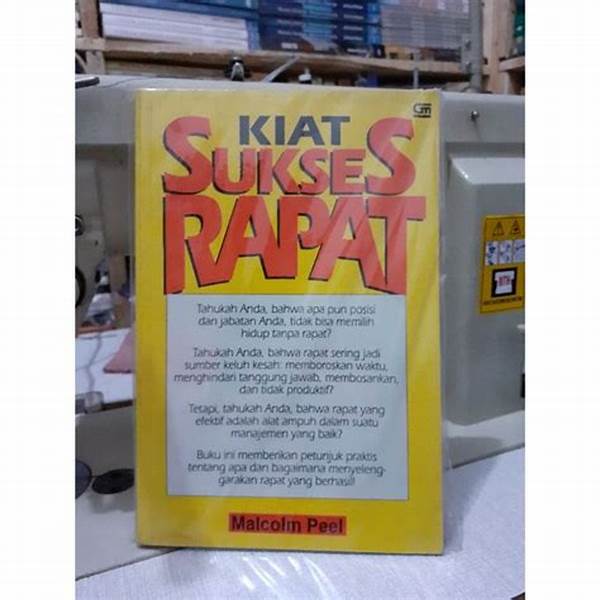 GM
KIAT
SUKSES
RAPAT
Tahukah Anda, bahwa apa pun posisi
dan jabatan Anda, tidak bisa memilih
hidup tanpa rapat?
Tahukah Anda, bahwa rapat sering jadi
sumber keluh kesah: memboroskan waktu,
menghindari tanggung jawab, membosankan,
dan tidak produktif?
Tetapi, tahukah Anda, bahwa rapat yang
efektif adalah alat ampuh dalam suatu
manajemen yang baik?
Buku ini memberikan petunjuk praktis
tentang apa dan bagaimana menyeleng-
garakan rapat yang berhasil!
Malcolm Peel